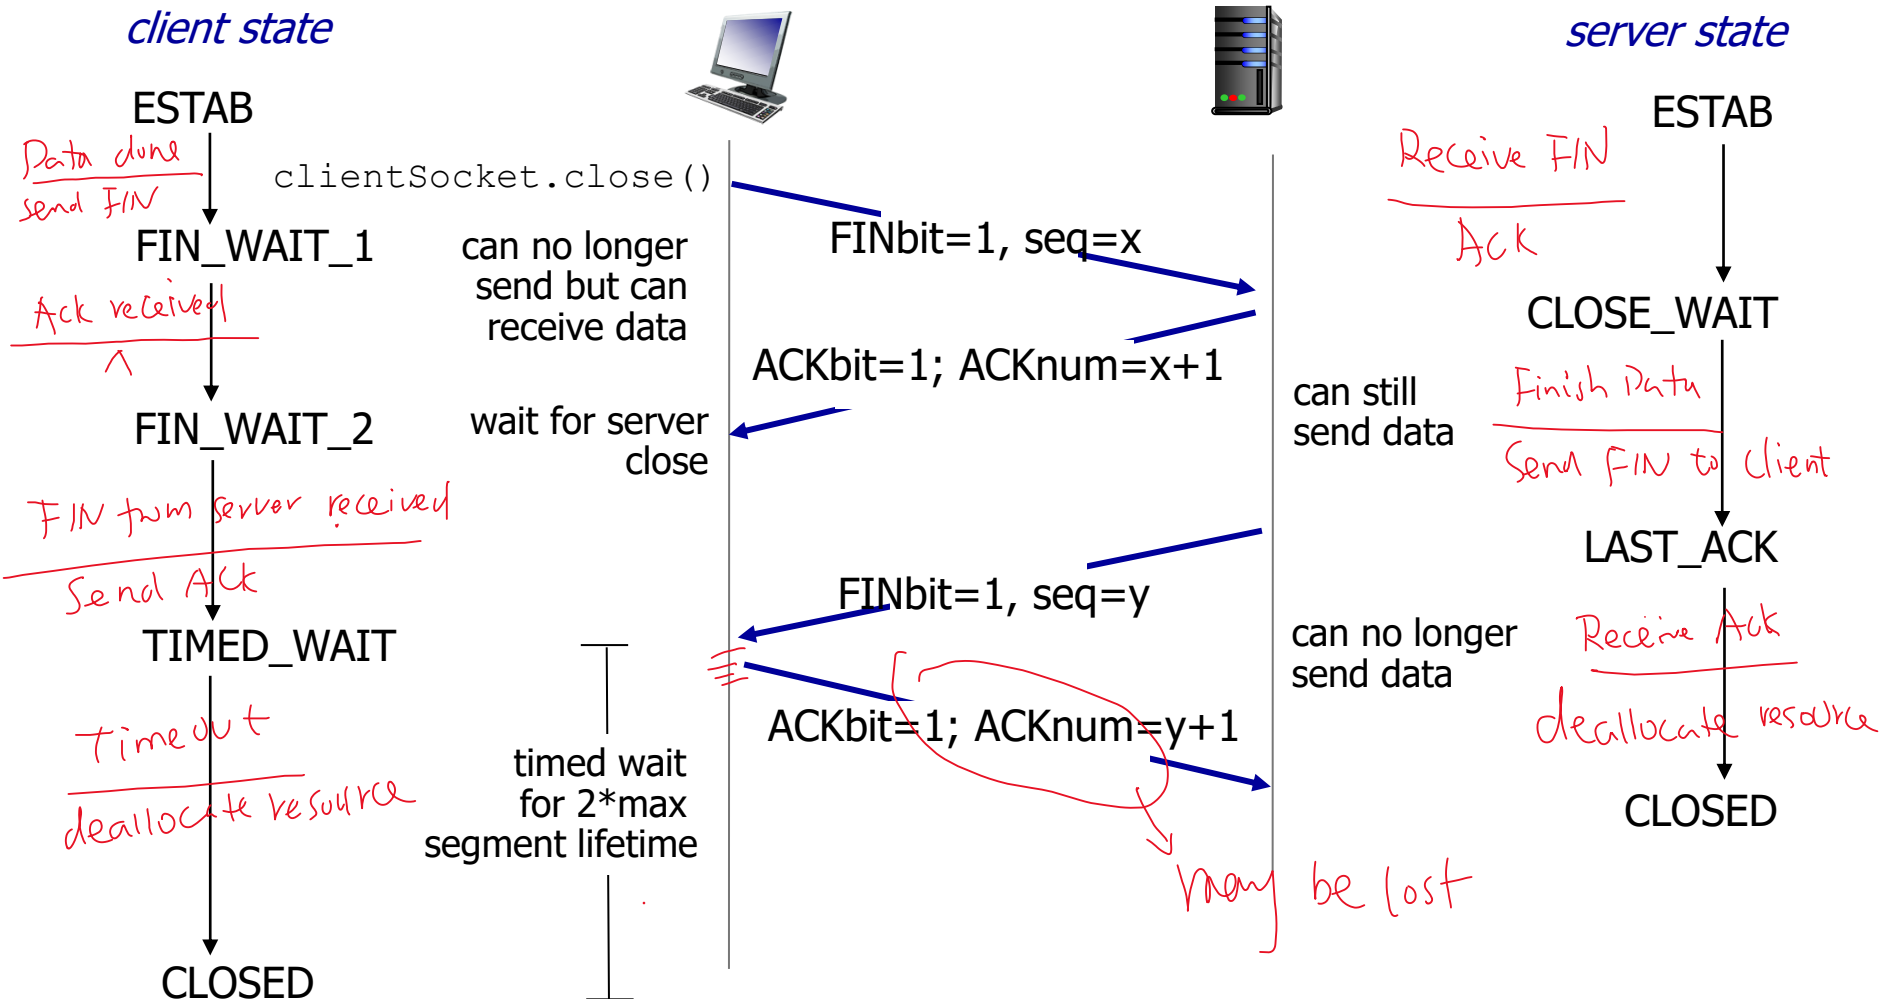 client state
server state
ESTAB
ESTAB
Data done
send FIN
clientSocket.close()
Receive FIN
Ack
FIN_WAIT_1
can no longer
send but can
receive data
FINbit=1, seq=x
Ack received
Λ
CLOSE_WAIT
ACKbit=1; ACKnum=x+1
FIN_WAIT_2
wait for server
close
can still
send data
Finish Data
Send FIN to client
FIN from server received
Send Ack
LAST_ACK
FINbit=1, seq=y
TIMED_WAIT
can no longer
send data
Receive Ack
deallocate resource
ACKbit=1; ACKnum=y+1
Timeout
deallocate resource
timed wait
for 2*max
segment lifetime
CLOSED
may be lost
CLOSED